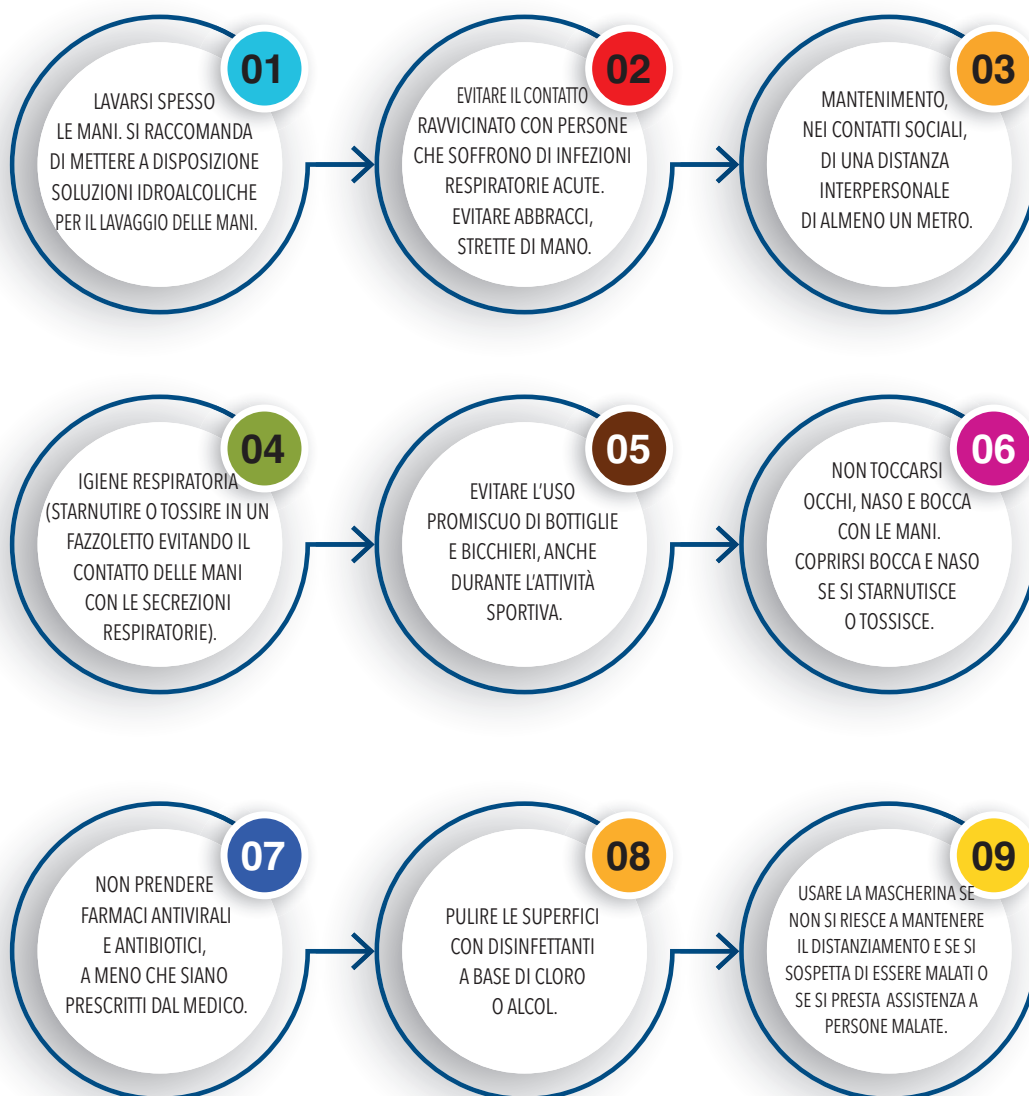 01
LAVARSI SPESSO
LE MANI. SI RACCOMANDA
DI METTERE A DISPOSIZIONE
SOLUZIONI IDROALCOLICHE
PER IL LAVAGGIO DELLE MANI.
02
EVITARE IL CONTATTO
RAVVICINATO CON PERSONE
CHE SOFFRONO DI INFEZIONI
RESPIRATORIE ACUTE.
EVITARE ABBRACCI,
STRETTE DI MANO.
03
MANTENIMENTO,
NEI CONTATTI SOCIALI,
DI UNA DISTANZA
INTERPERSONALE
DI ALMENO UN METRO.
04
IGIENE RESPIRATORIA
(STARNUTIRE O TOSSIRE IN UN
FAZZOLETTO EVITANDO IL
CONTATTO DELLE MANI
CON LE SECREZIONI
RESPIRATORIE).
05
EVITARE L’USO
PROMISCUO DI BOTTIGLIE
E BICCHIERI, ANCHE
DURANTE L’ATTIVITÀ
SPORTIVA.
06
NON TOCCARSI
OCCHI, NASO E BOCCA
CON LE MANI.
COPRIRSI BOCCA E NASO
SE SI STARNUTISCE
O TOSSISCE.
07
NON PRENDERE
FARMACI ANTIVIRALI
E ANTIBIOTICI,
A MENO CHE SIANO
PRESCRITTI DAL MEDICO.
08
PULIRE LE SUPERFICI
CON DISINFETTANTI
A BASE DI CLORO
O ALCOL.
09
USARE LA MASCHERINA SE
NON SI RIESCE A MANTENERE
IL DISTANZIAMENTO E SE SI
SOSPETTA DI ESSERE MALATI O
SE SI PRESTA ASSISTENZA A
PERSONE MALATE.